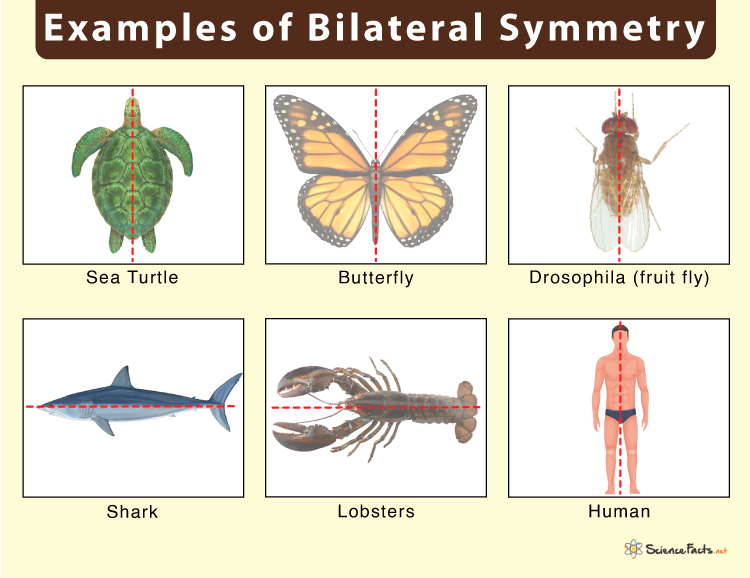 Examples of Bilateral Symmetry
Sea Turtle
Butterfly
Drosophila (fruit fly)
Shark
Lobsters
Human
ScienceFacts.net